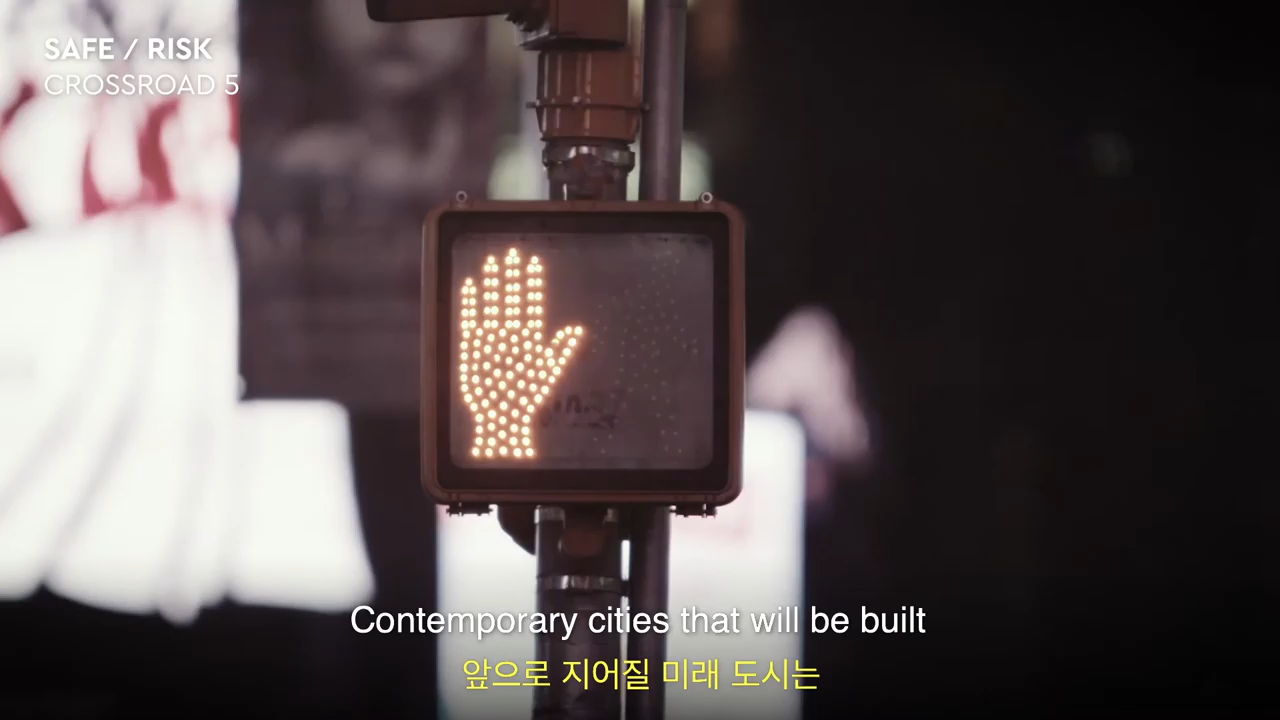 SAFE / RISK
CROSSROAD 5
Contemporary cities that will be built
앞으로 지어질 미래 도시는